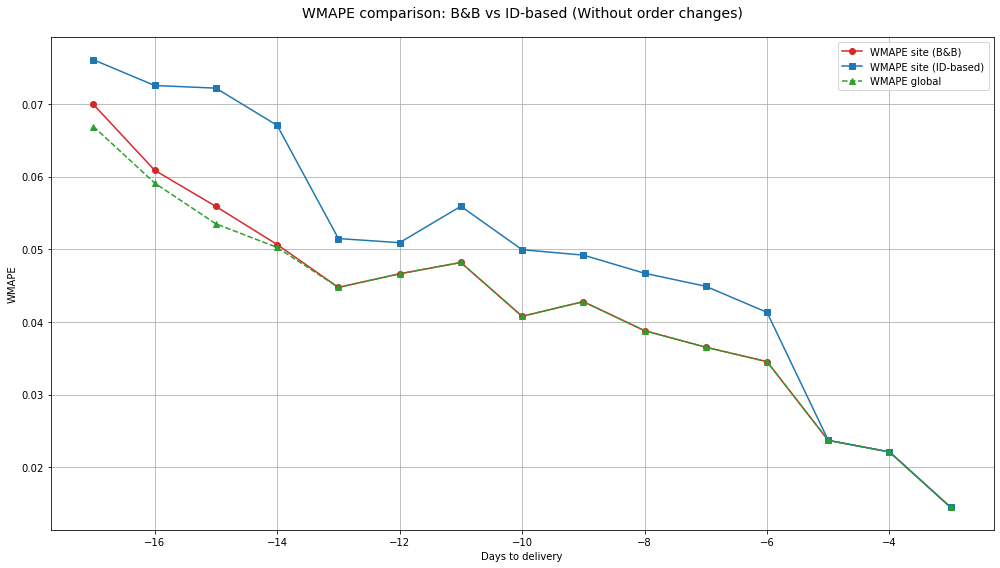 WMAPE comparison: B&B vs ID-based (Without order changes)
WMAPE site (B&B)
WMAPE site (ID-based)
WMAPE global
WMAPE
0.07
0.06
0.05
0.04
0.03
0.02
−16
−14
−12
−10
−8
−6
−4
Days to delivery